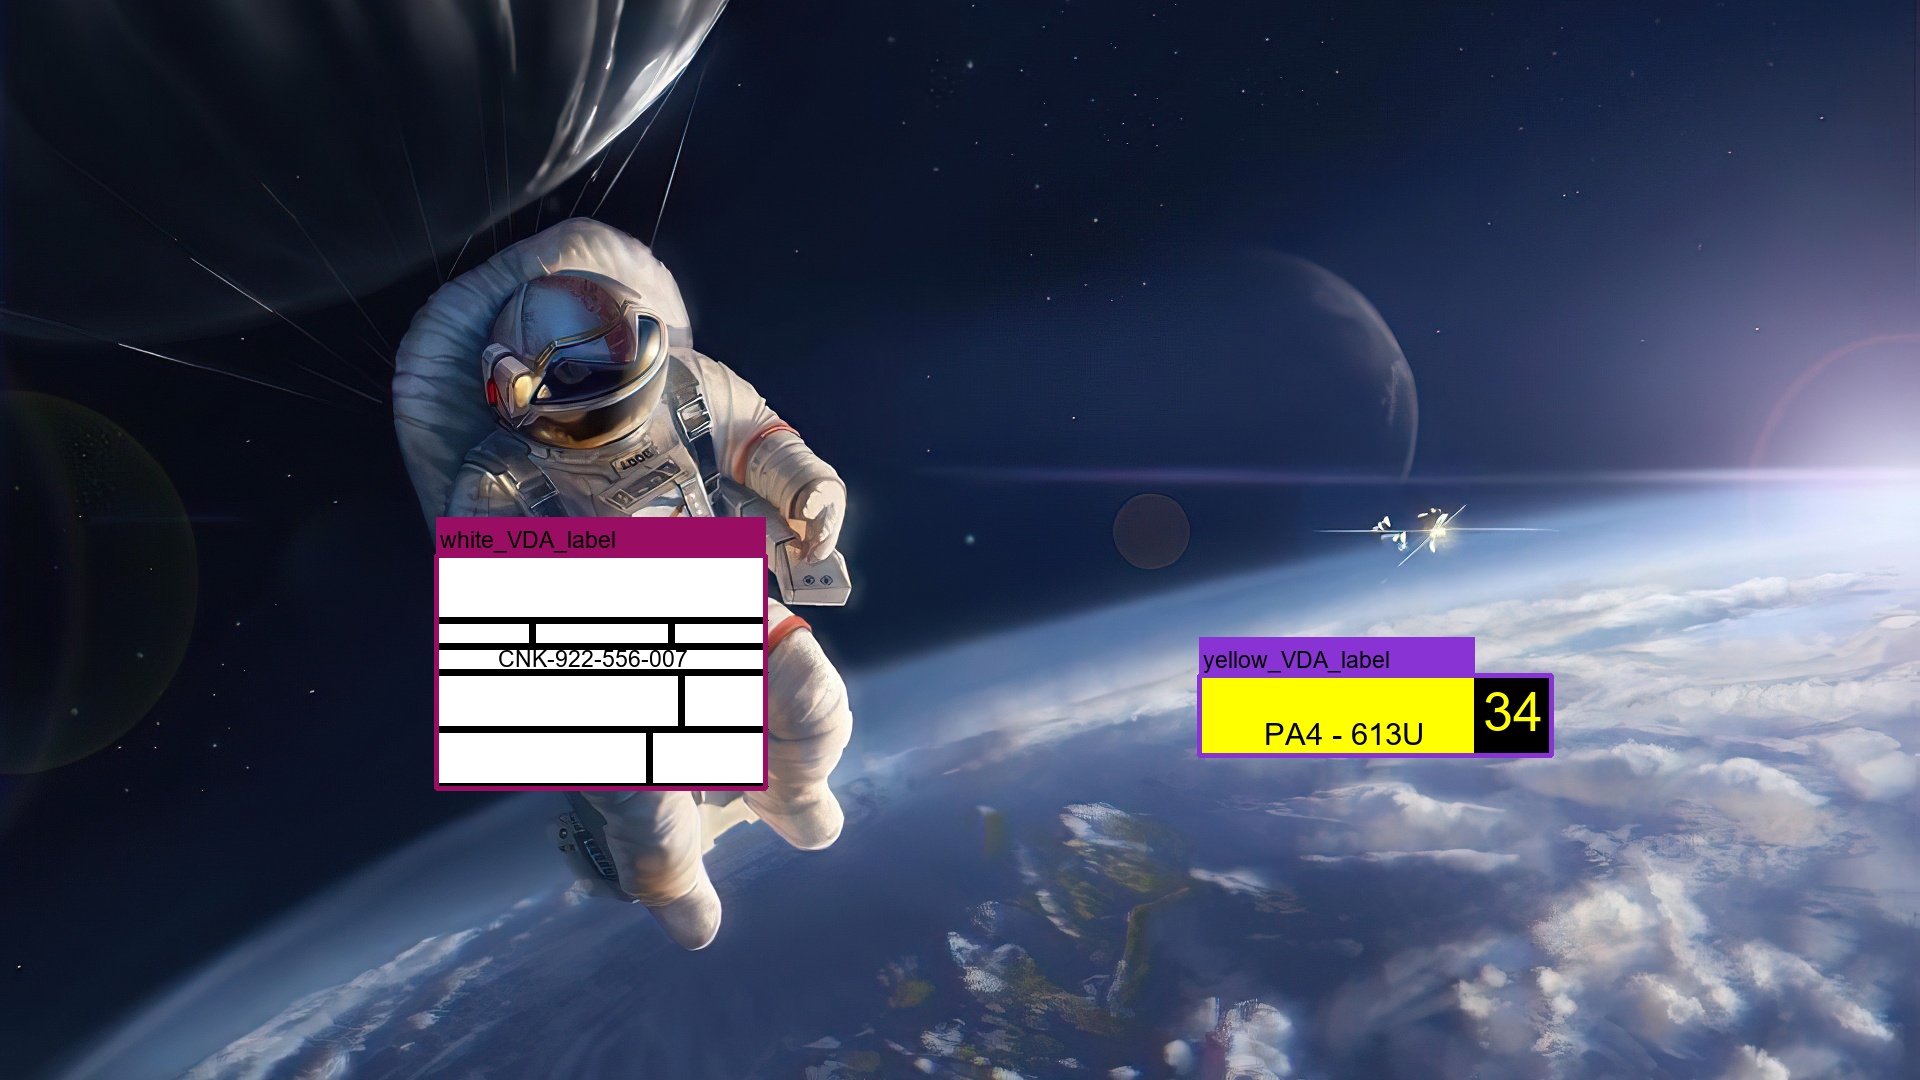 white_VDA_label
CNK-922-556-007
yellow_VDA_label
34
PA4 - 613U